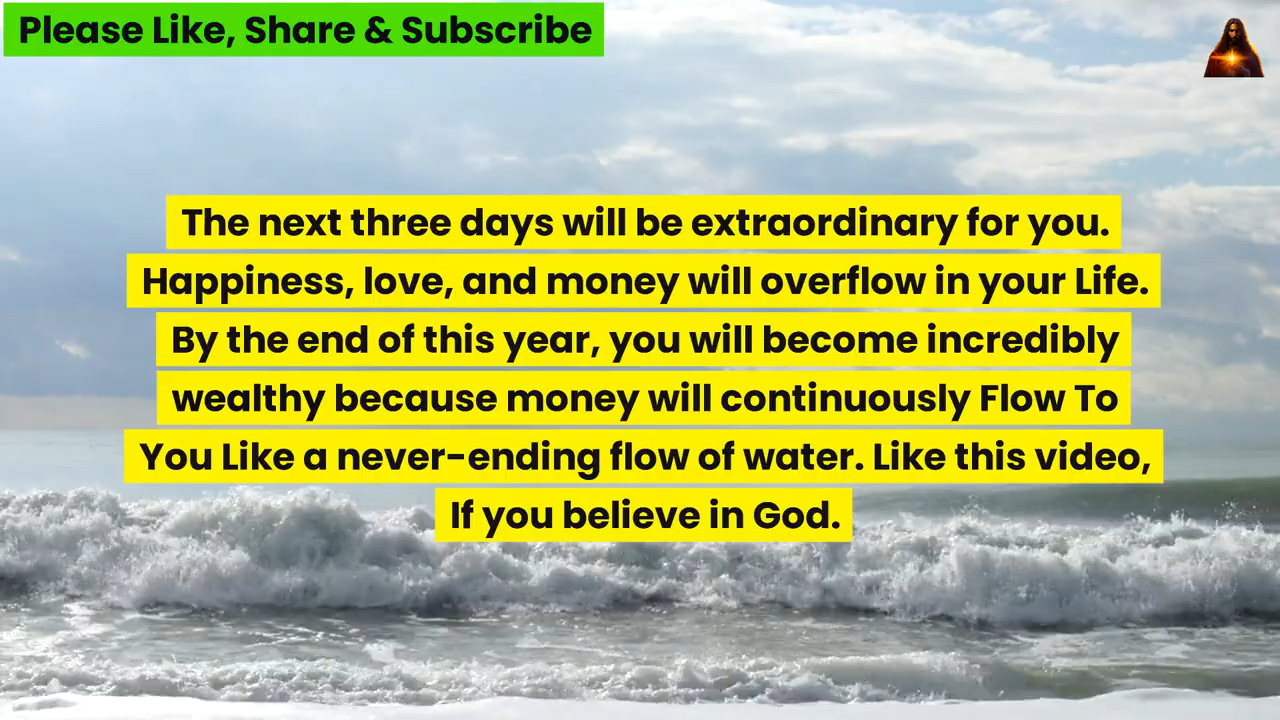 Please Like, Share & Subscribe
The next three days will be extraordinary for you.
Happiness, love, and money will overflow in your Life.
By the end of this year, you will become incredibly
wealthy because money will continuously Flow To
You Like a never-ending flow of water. Like this video,
If you believe in God.